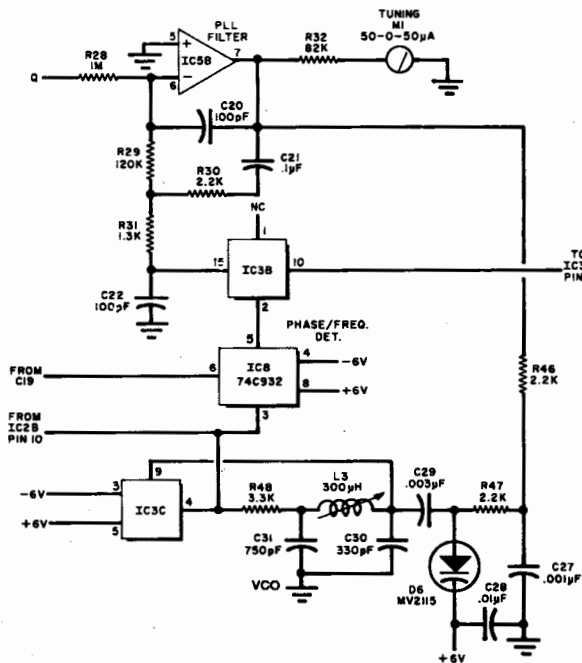 PLL
FILTER
TUNING
M1
50-0-50µA
R32
82K
5
+
7
IC5B
R28
1M
Q
6
−
C20
100pF
R29
120K
C21
.1µF
R30
2.2K
NC
R31
1.3K
1
15
IC3B
10
TO
PIN
2
C22
100pF
PHASE/FREQ.
DET.
5
4
-6V
FROM
C19
6
IC8
74C932
8
+6V
R46
2.2K
FROM
IC2B
PIN 10
3
9
-6V
3
IC3C
4
+6V
5
R48
3.3K
L3
300µH
C29
.003µF
R47
2.2K
C31
750pF
C30
330pF
VCO
D6
MV2115
C28
.01µF
C27
.001µF
+6V